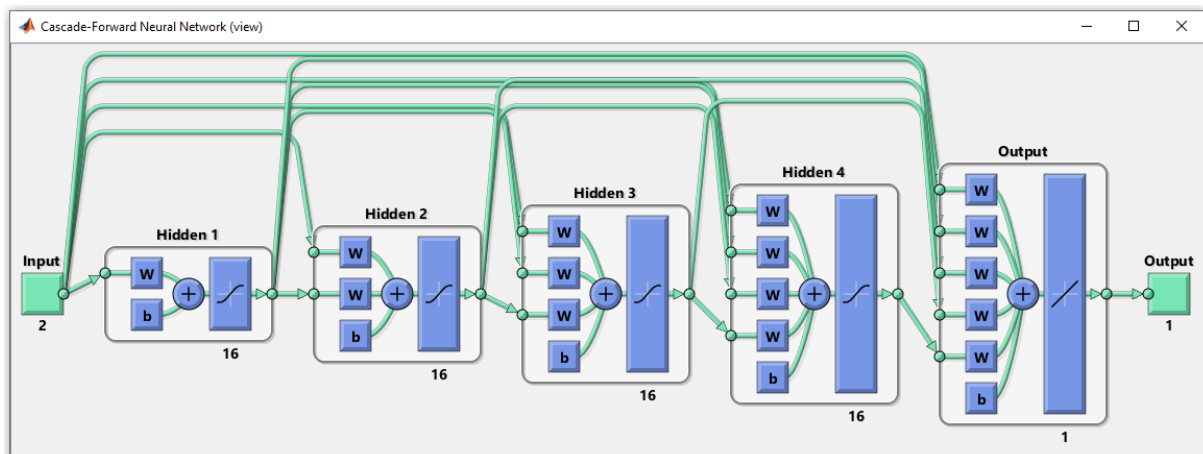 Cascade-Forward Neural Network (view)
Input
2
Hidden 1
W
b
+
16
Hidden 2
W
W
b
+
16
Hidden 3
W
W
W
b
+
16
Hidden 4
W
W
W
W
b
+
16
Output
W
W
W
W
W
b
+
1
Output
1